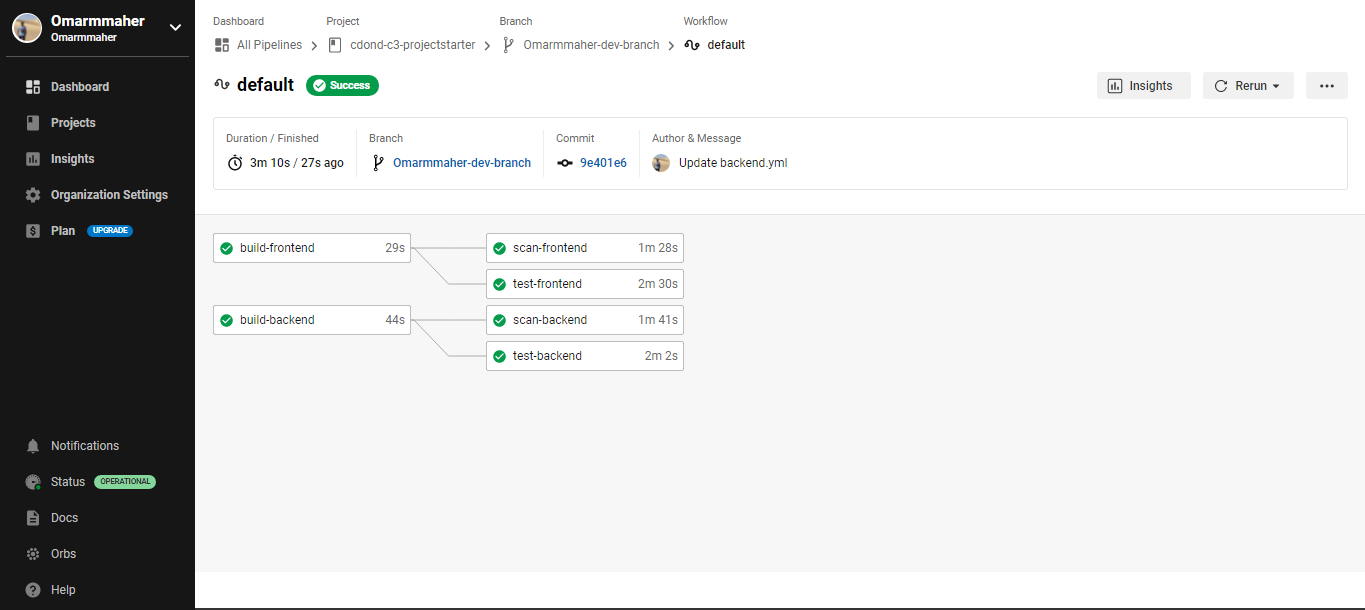 Omarmmaher
Omarmmaher
Dashboard
Projects
Insights
Organization Settings
Plan UPGRADE
Notifications
Status OPERATIONAL
Docs
Orbs
Help
Dashboard Project Branch Workflow
All Pipelines cdond-c3-projectstarter Omarmmaher-dev-branch default
default Success Insights Rerun
Duration / Finished Branch Commit Author & Message
3m 10s / 27s ago Omarmmaher-dev-branch 9e401e6 Update backend.yml
build-frontend 29s scan-frontend 1m 28s
test-frontend 2m 30s
build-backend 44s scan-backend 1m 41s
test-backend 2m 2s